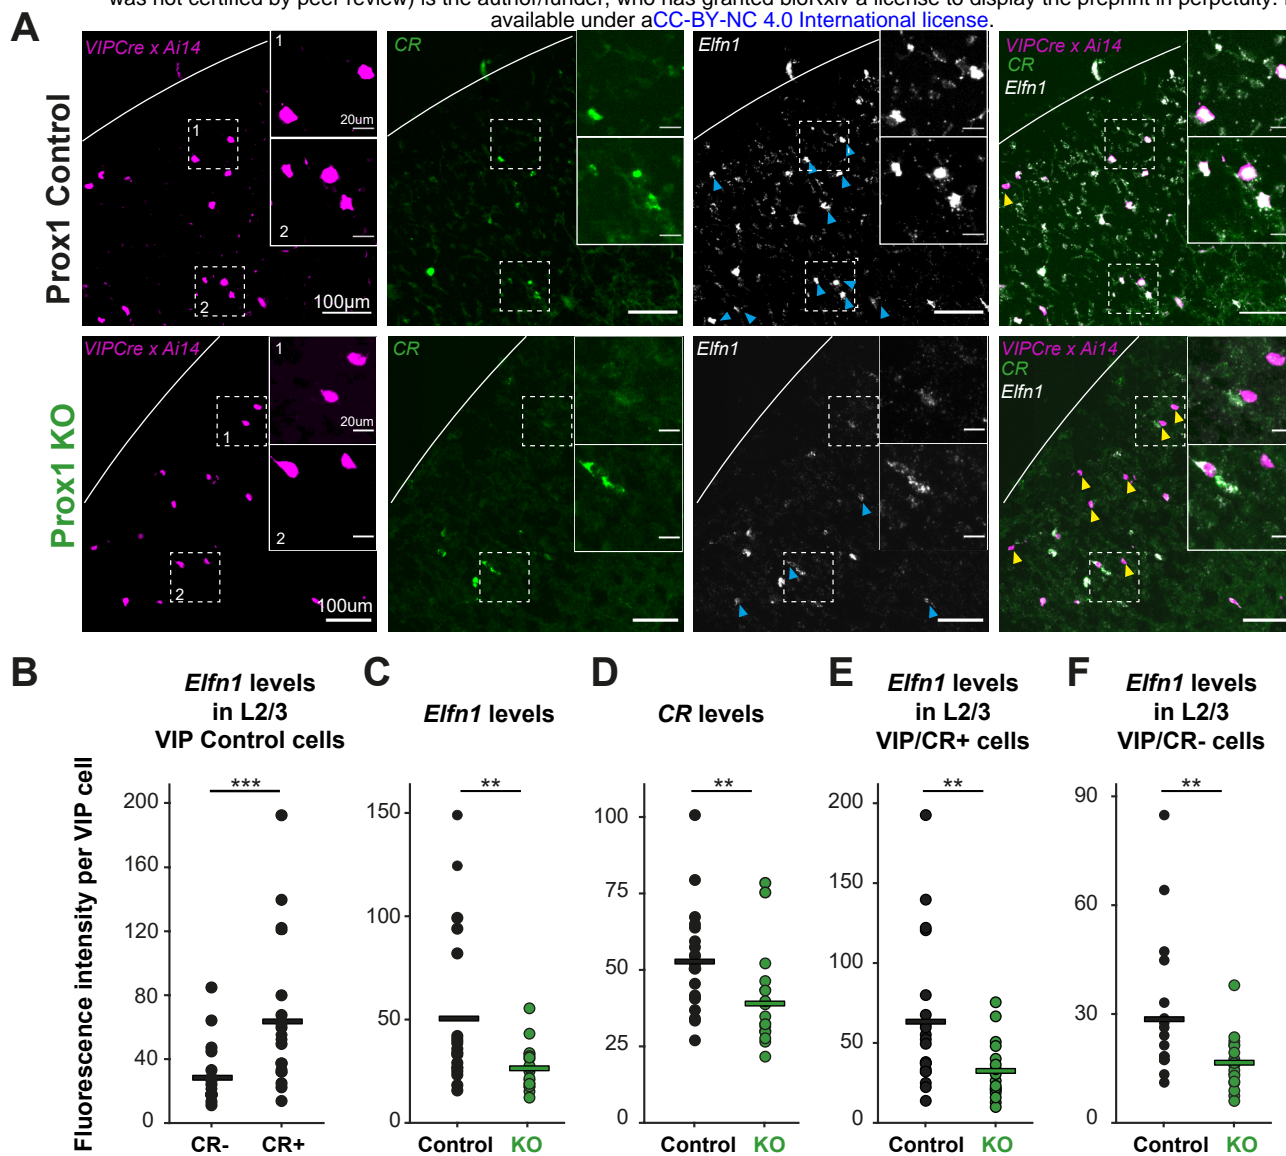 was not certified by peer review) is the author/funder, who has granted bioRxiv a license to display the preprint in perpetuity. I
available under aCC-BY-NC 4.0 International license.
A
Prox1 Control
VIPCre x Ai14
1
20um
1
2
2
100µm
CR
Elfn1
VIPCre x Ai14
CR
Elfn1
Prox1 KO
VIPCre x Ai14
1
20um
1
2
2
100um
CR
Elfn1
VIPCre x Ai14
CR
Elfn1
B
Elfn1 levels
in L2/3
VIP Control cells
Fluorescence intensity per VIP cell
***
200
160
120
80
40
0
CR-
CR+
C
Elfn1 levels
**
150
100
50
0
Control
KO
D
CR levels
**
100
75
50
25
0
Control
KO
E
Elfn1 levels
in L2/3
VIP/CR+ cells
**
200
150
100
50
0
Control
KO
F
Elfn1 levels
in L2/3
VIP/CR- cells
**
90
60
30
0
Control
KO